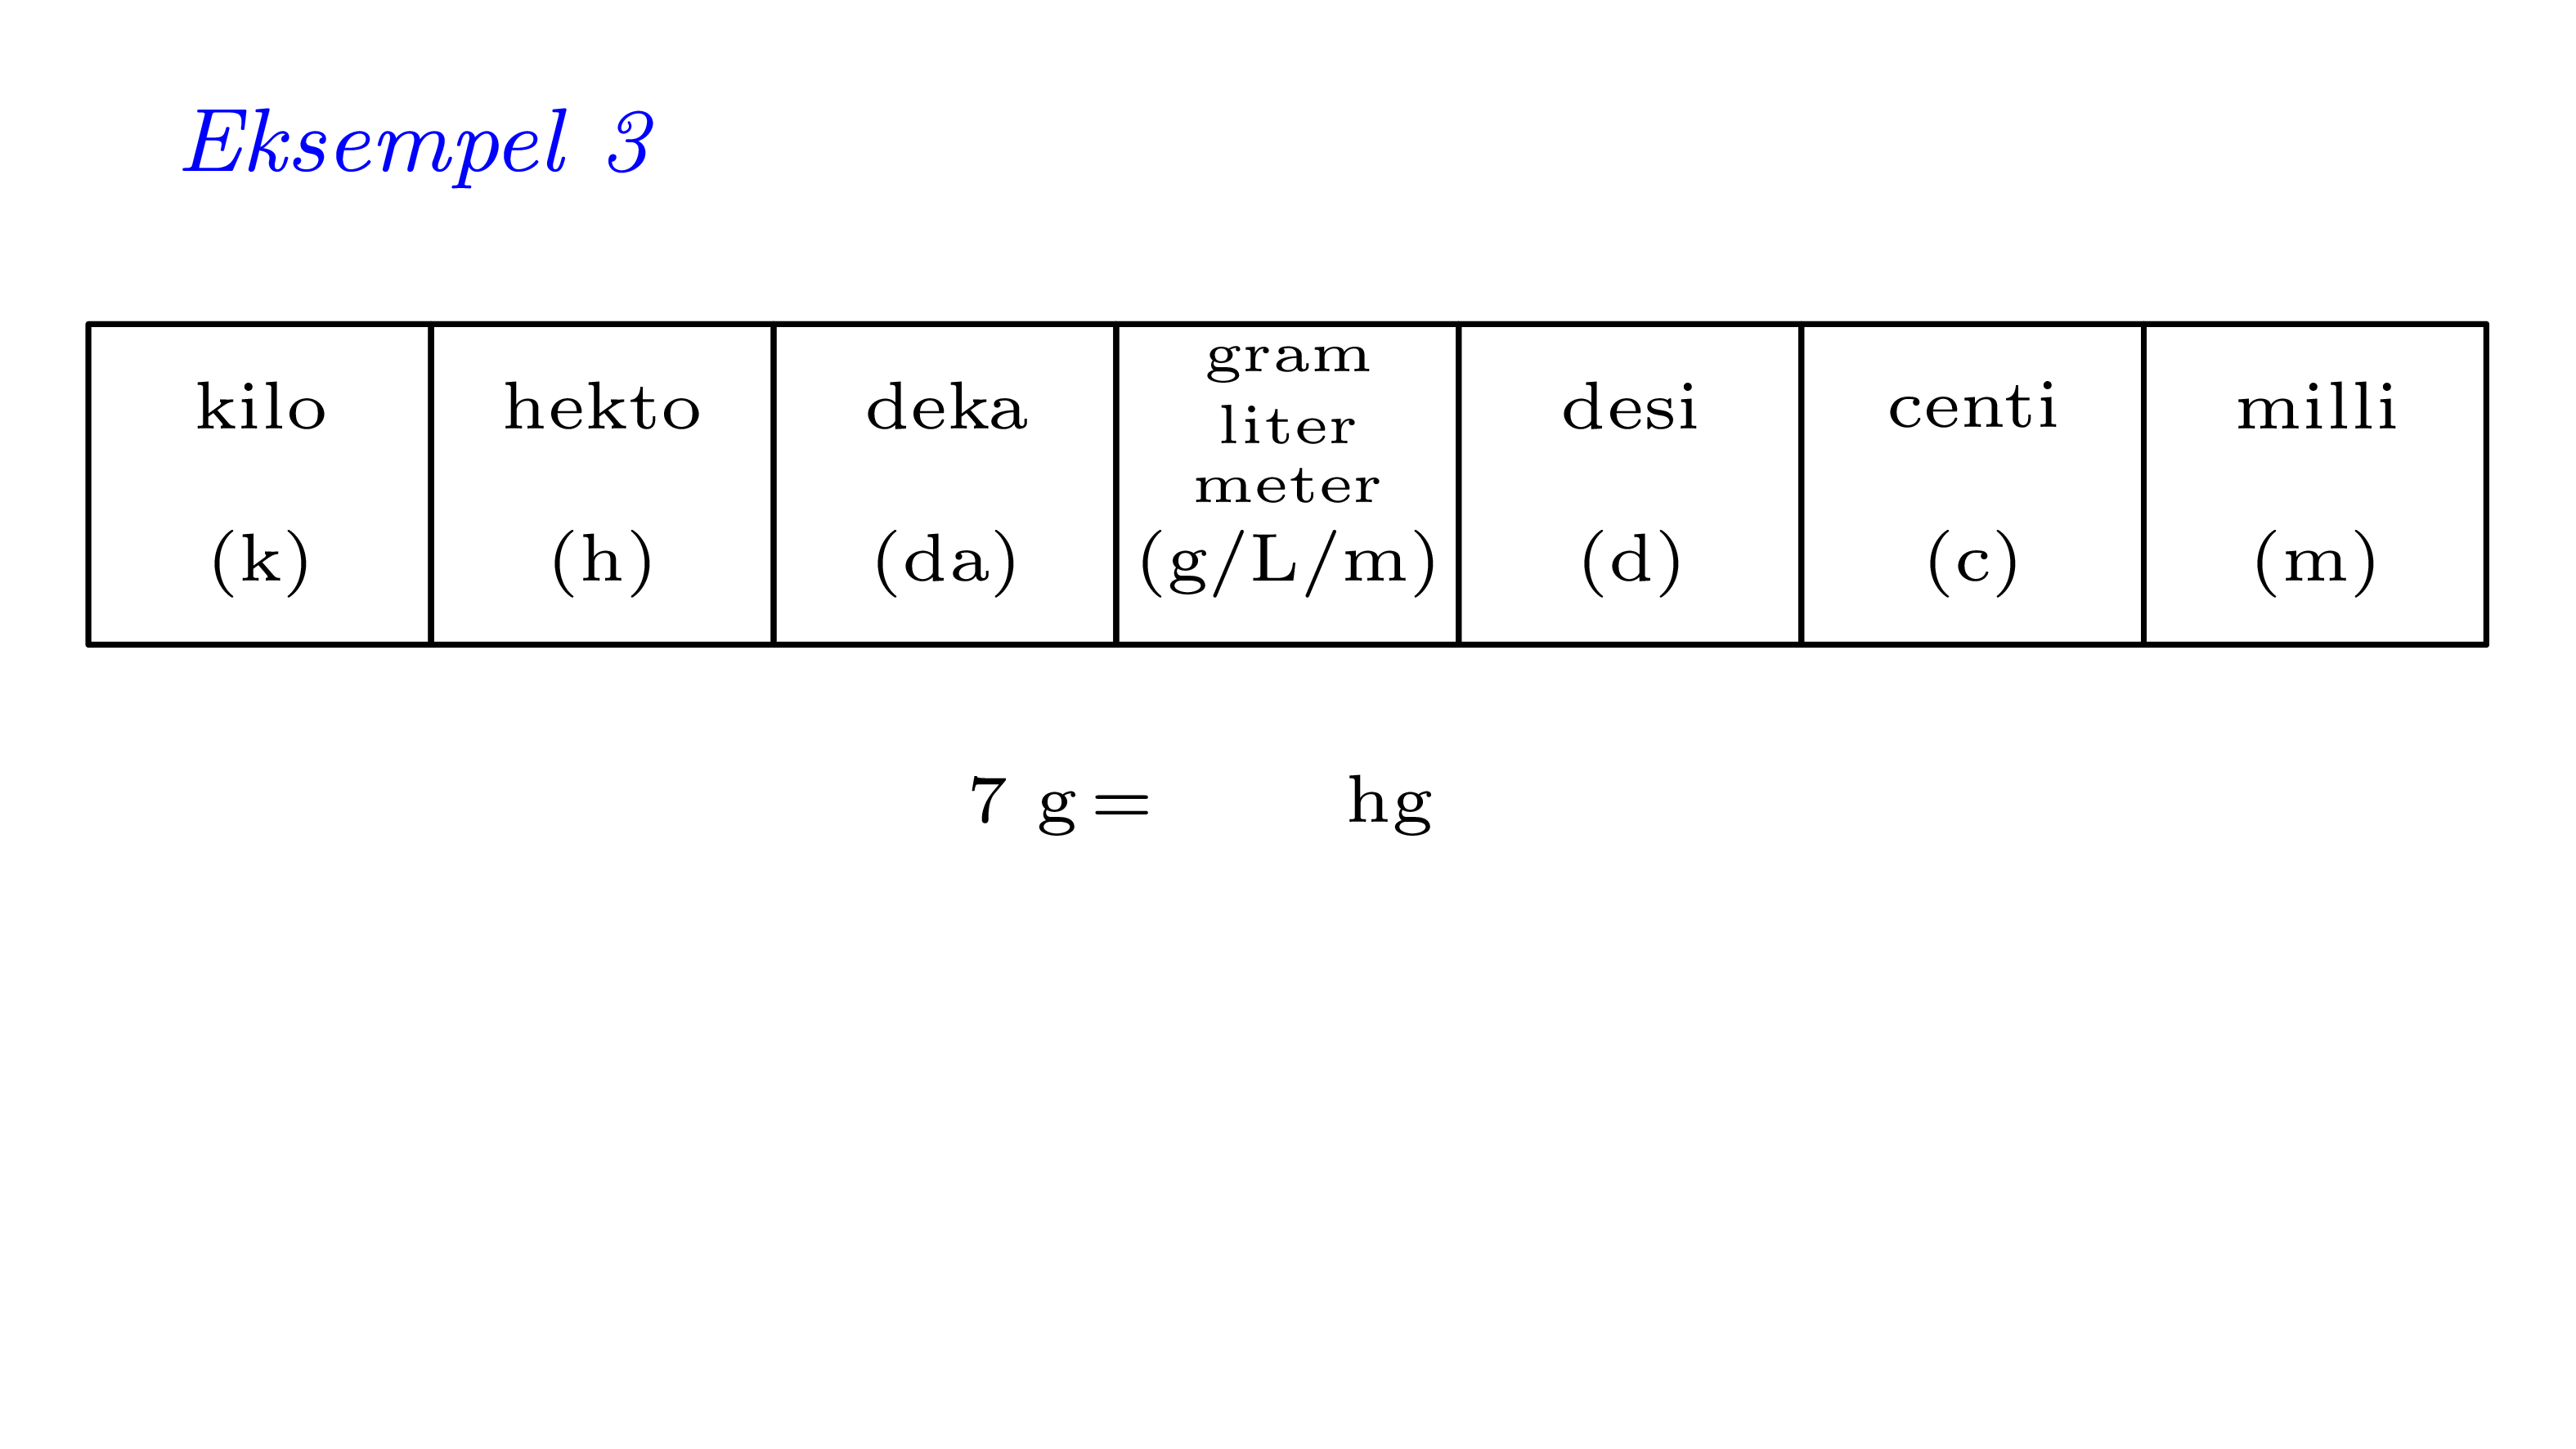 Eksempel 3
kilo hekto deka gram liter meter desi centi milli
(k) (h) (da) (g/L/m) (d) (c) (m)
7 g = hg